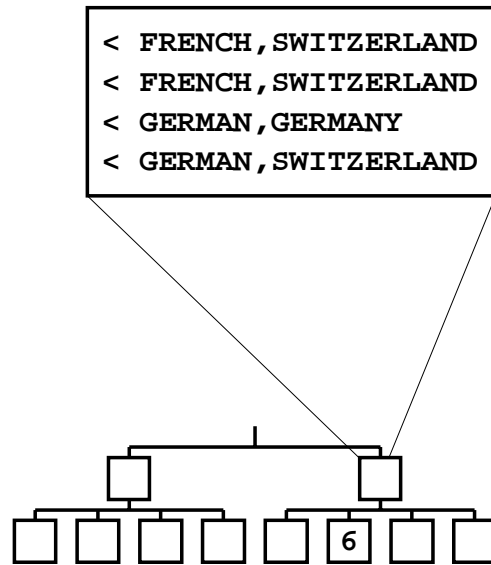 < FRENCH,SWITZERLAND
< FRENCH,SWITZERLAND
< GERMAN,GERMANY
< GERMAN,SWITZERLAND
6